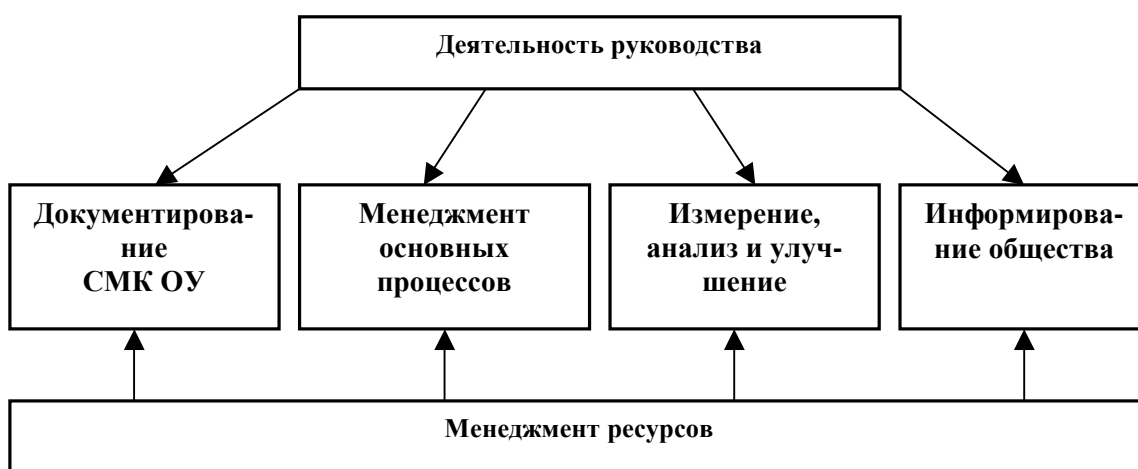 Деятельность руководства
Документирова-
ние
СМК ОУ
Менеджмент
основных
процессов
Измерение,
анализ и улуч-
шение
Информирова-
ние общества
Менеджмент ресурсов